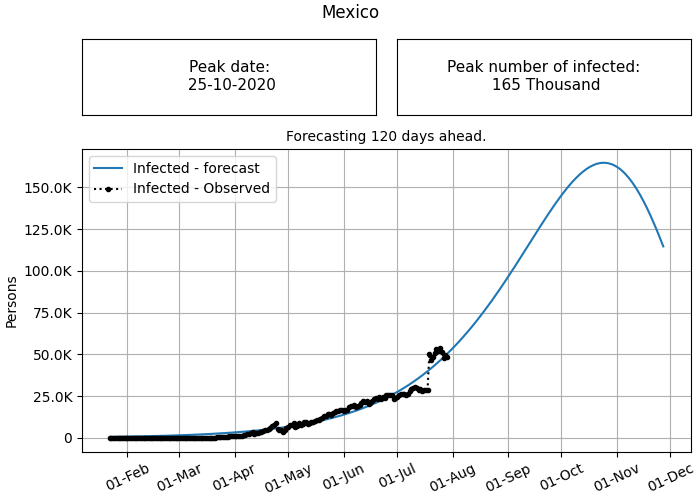 Mexico
Peak date:
25-10-2020
Peak number of infected:
165 Thousand
Forecasting 120 days ahead.
Infected - forecast
Infected - Observed
150.0K
125.0K
100.0K
75.0K
50.0K
25.0K
0
Persons
01-Feb
01-Mar
01-Apr
01-May
01-Jun
01-Jul
01-Aug
01-Sep
01-Oct
01-Nov
01-Dec